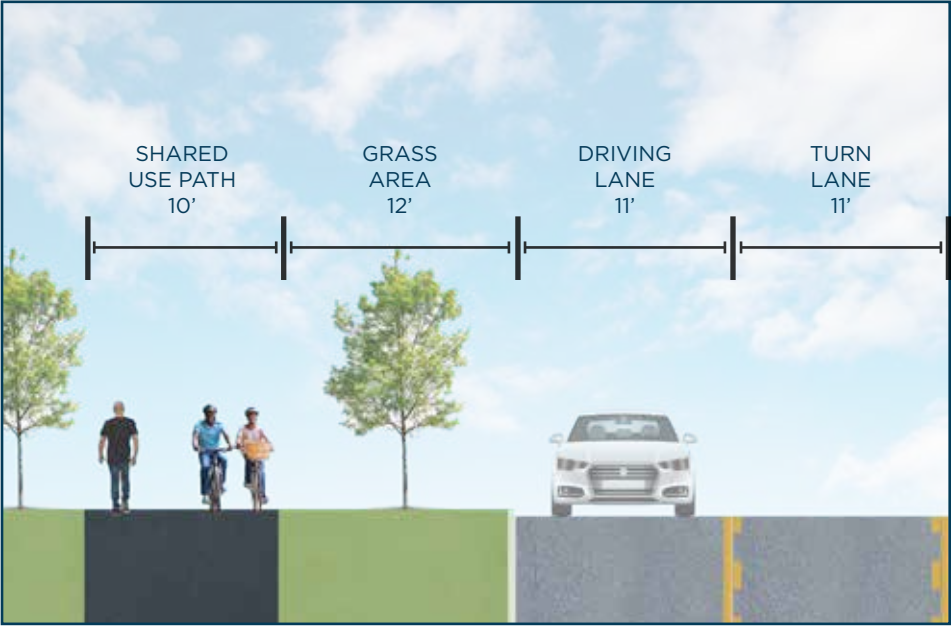 SHARED
USE PATH
10’
GRASS
AREA
12’
DRIVING
LANE
11’
TURN
LANE
11’